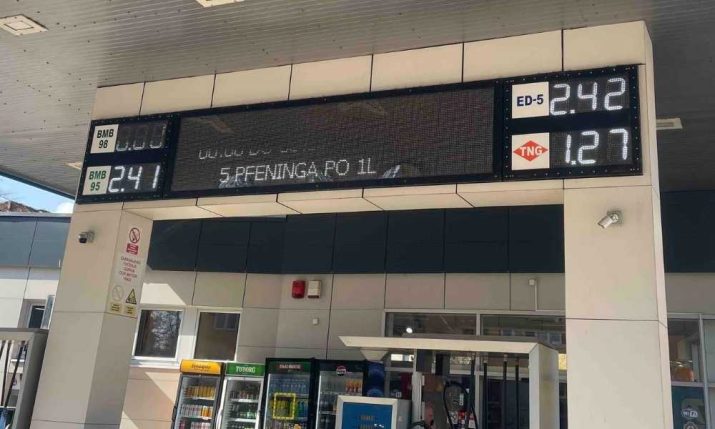 BMB 98 0.00
BMB 95 2.41
5 PFENINGA PO 1L
ED-5 2.42
TNG 1.27
TUBORG